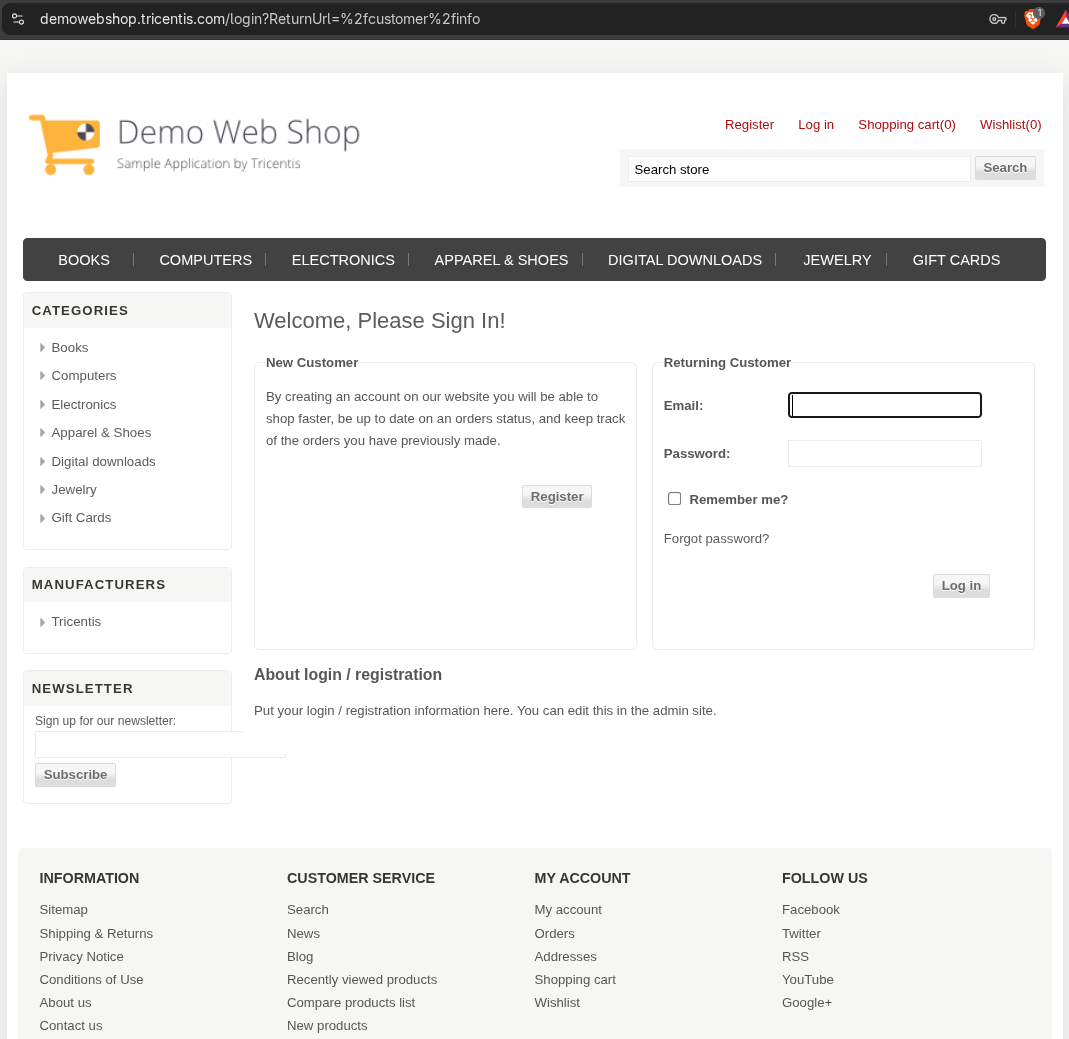 demowebshop.tricentis.com/login?ReturnUrl=%2fcustomer%2finfo
1
Demo Web Shop
Sample Application by Tricentis
Register Log in Shopping cart(0) Wishlist(0)
Search store Search
BOOKS COMPUTERS ELECTRONICS APPAREL & SHOES DIGITAL DOWNLOADS JEWELRY GIFT CARDS
CATEGORIES
Books
Computers
Electronics
Apparel & Shoes
Digital downloads
Jewelry
Gift Cards
MANUFACTURERS
Tricentis
NEWSLETTER
Sign up for our newsletter:
Subscribe
Welcome, Please Sign In!
New Customer
By creating an account on our website you will be able to
shop faster, be up to date on an orders status, and keep track
of the orders you have previously made.
Register
Returning Customer
Email:
Password:
Remember me?
Forgot password?
Log in
About login / registration
Put your login / registration information here. You can edit this in the admin site.
INFORMATION
Sitemap
Shipping & Returns
Privacy Notice
Conditions of Use
About us
Contact us
CUSTOMER SERVICE
Search
News
Blog
Recently viewed products
Compare products list
New products
MY ACCOUNT
My account
Orders
Addresses
Shopping cart
Wishlist
FOLLOW US
Facebook
Twitter
RSS
YouTube
Google+